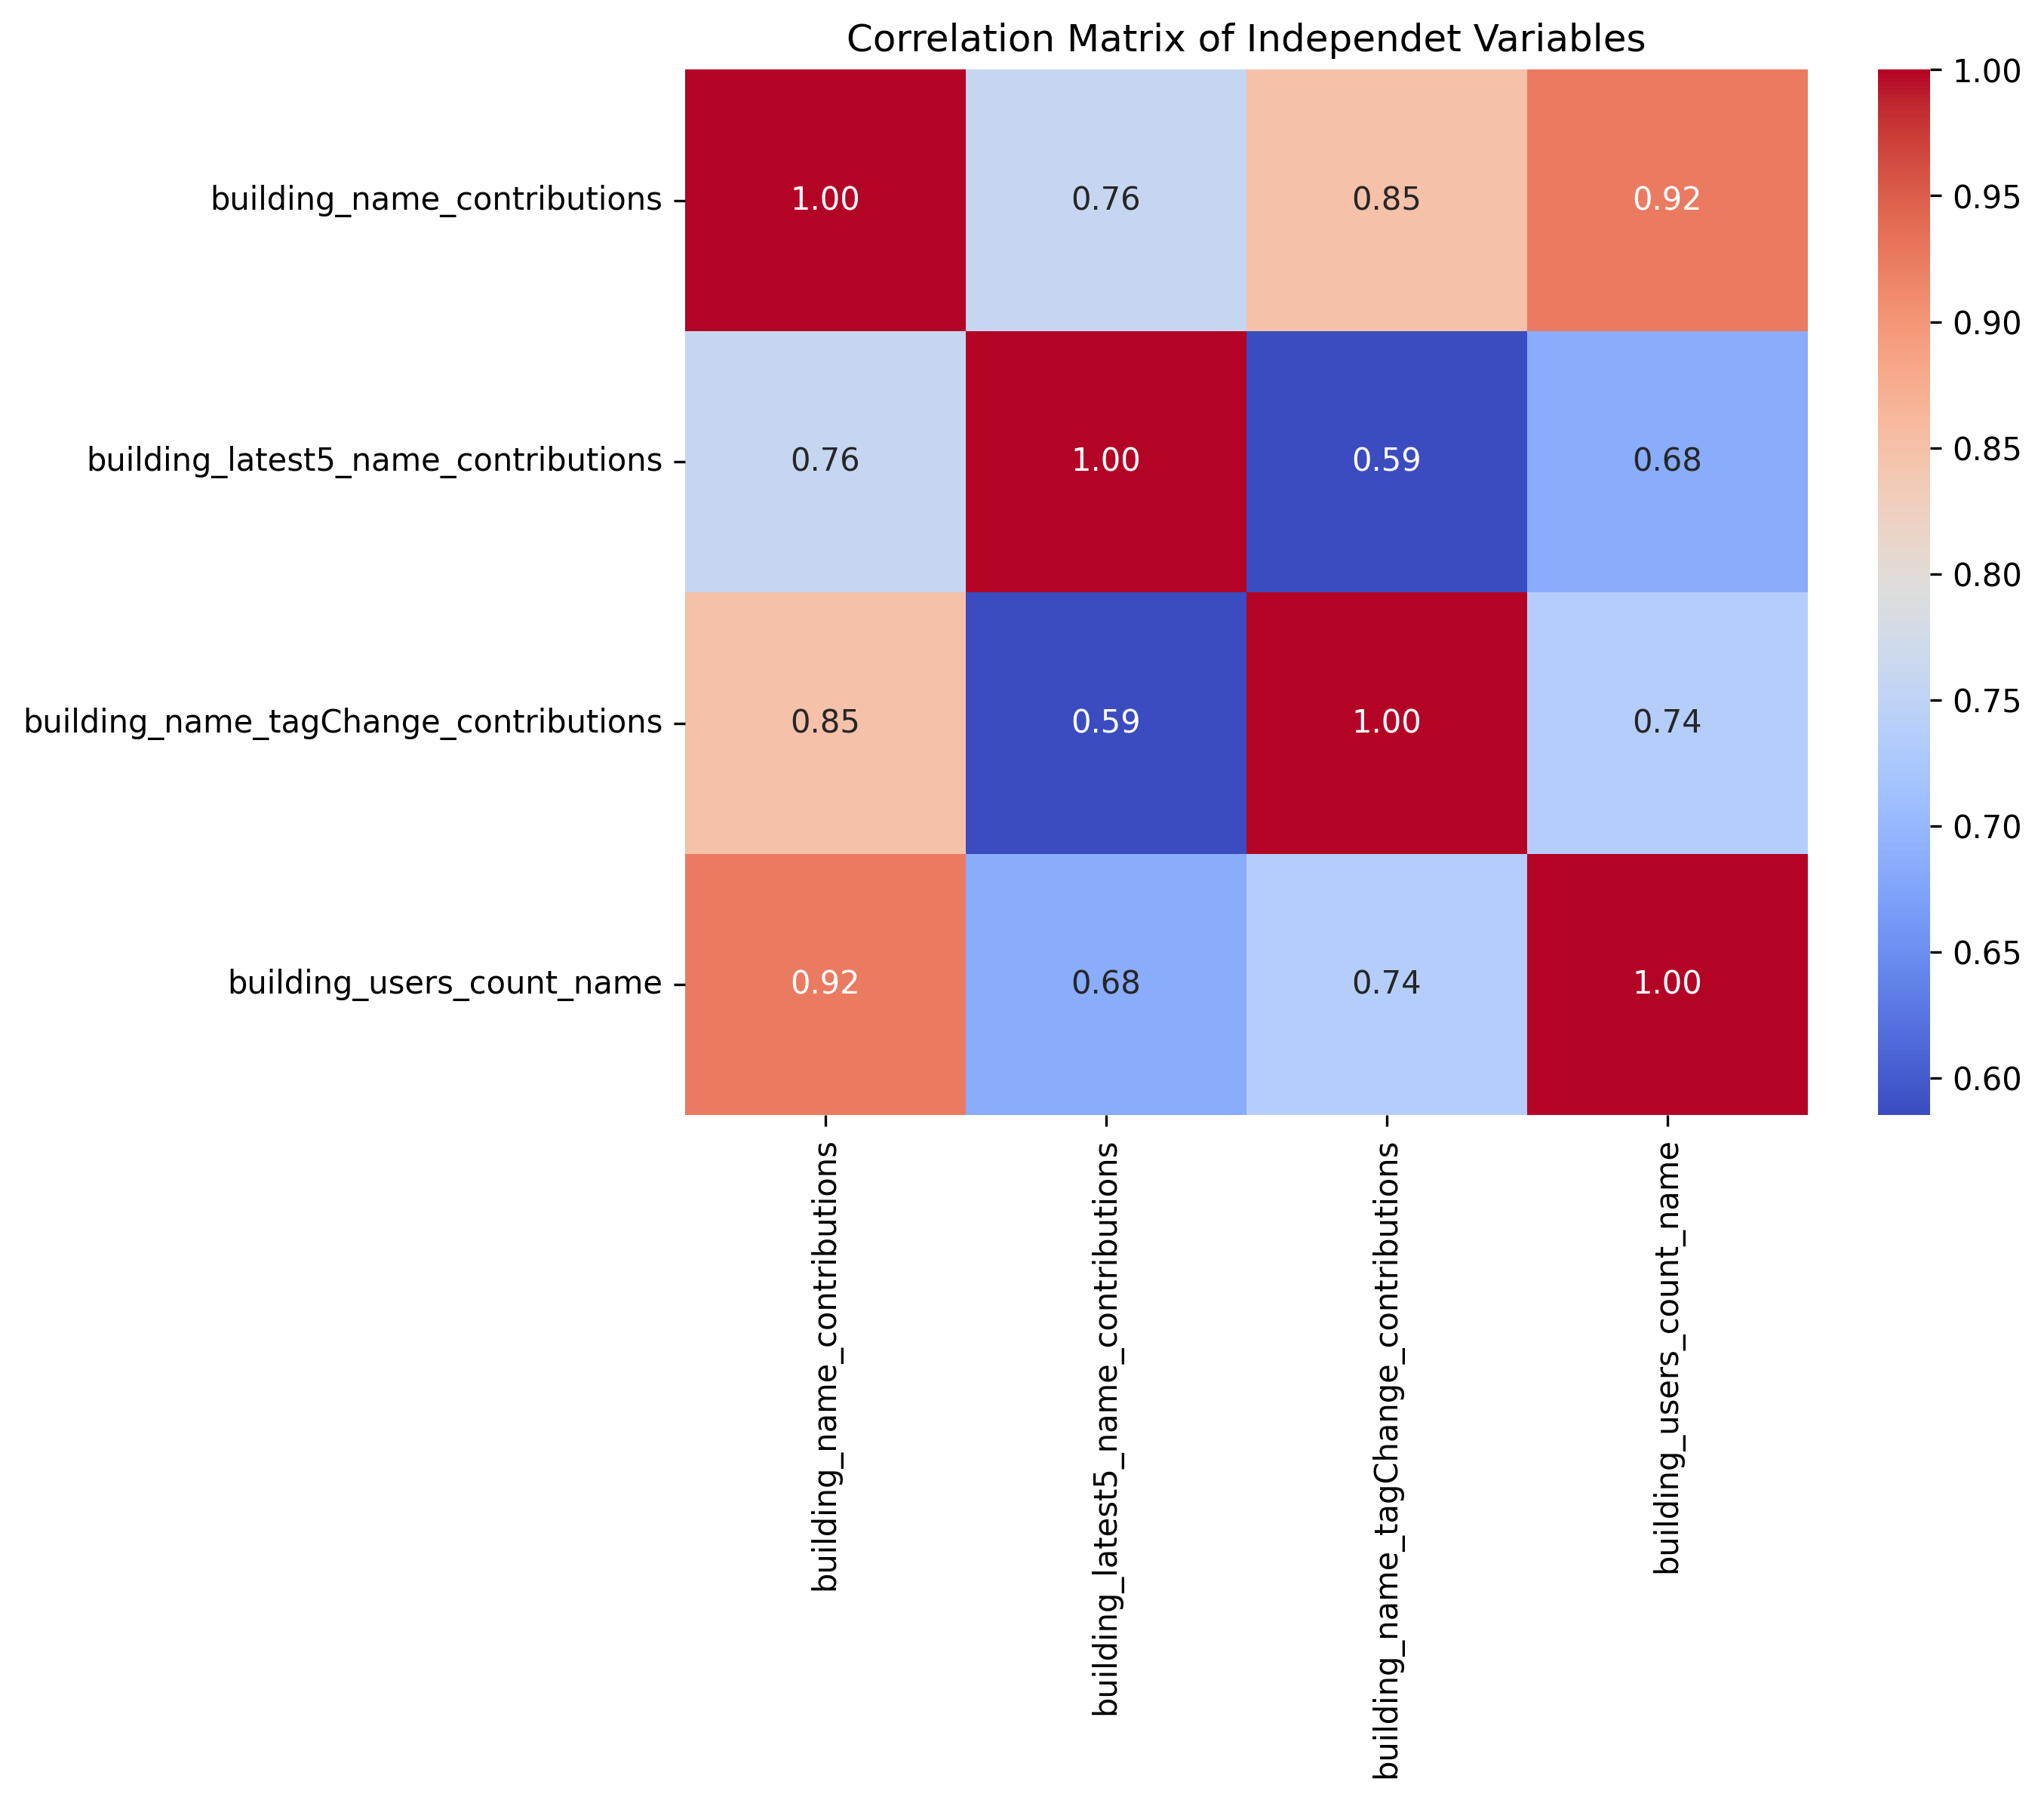 Correlation Matrix of Independet Variables
building_name_contributions
1.00 0.76 0.85 0.92
building_latest5_name_contributions
0.76 1.00 0.59 0.68
building_name_tagChange_contributions
0.85 0.59 1.00 0.74
building_users_count_name
0.92 0.68 0.74 1.00
building_name_contributions
building_latest5_name_contributions
building_name_tagChange_contributions
building_users_count_name
1.00
0.95
0.90
0.85
0.80
0.75
0.70
0.65
0.60